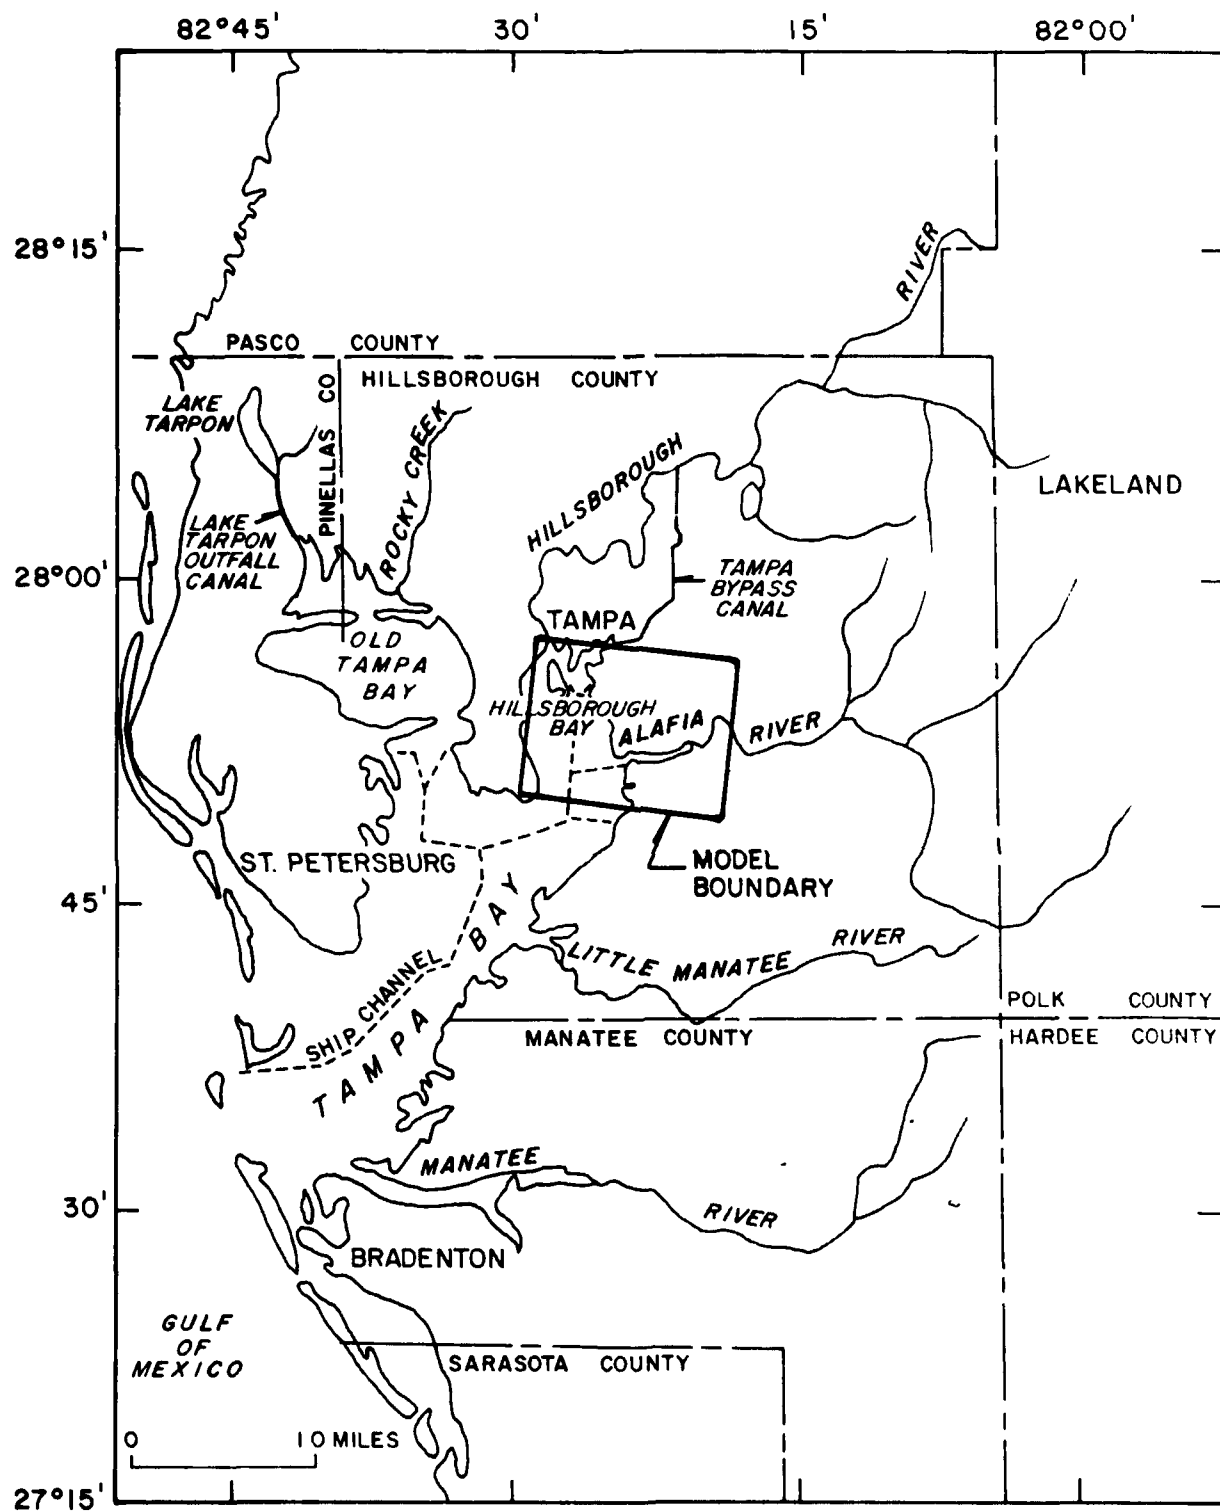 82°45' 30' 15' 82°00'
28°15'
RIVER
PASCO COUNTY
HILLSBOROUGH COUNTY
LAKE
TARPON
PINELLAS CO
ROCKY CREEK
HILLSBOROUGH
LAKELAND
LAKE
TARPON
OUTFALL
CANAL
28°00'
TAMPA
BYPASS
CANAL
TAMPA
OLD
TAMPA
BAY
HILLSBOROUGH
BAY
ALAFIA RIVER
ST. PETERSBURG
MODEL
BOUNDARY
45'
TAMPA BAY
SHIP CHANNEL
LITTLE MANATEE RIVER
POLK COUNTY
MANATEE COUNTY
HARDEE COUNTY
MANATEE RIVER
30'
BRADENTON
GULF
OF
MEXICO
SARASOTA COUNTY
0 10 MILES
27°15'